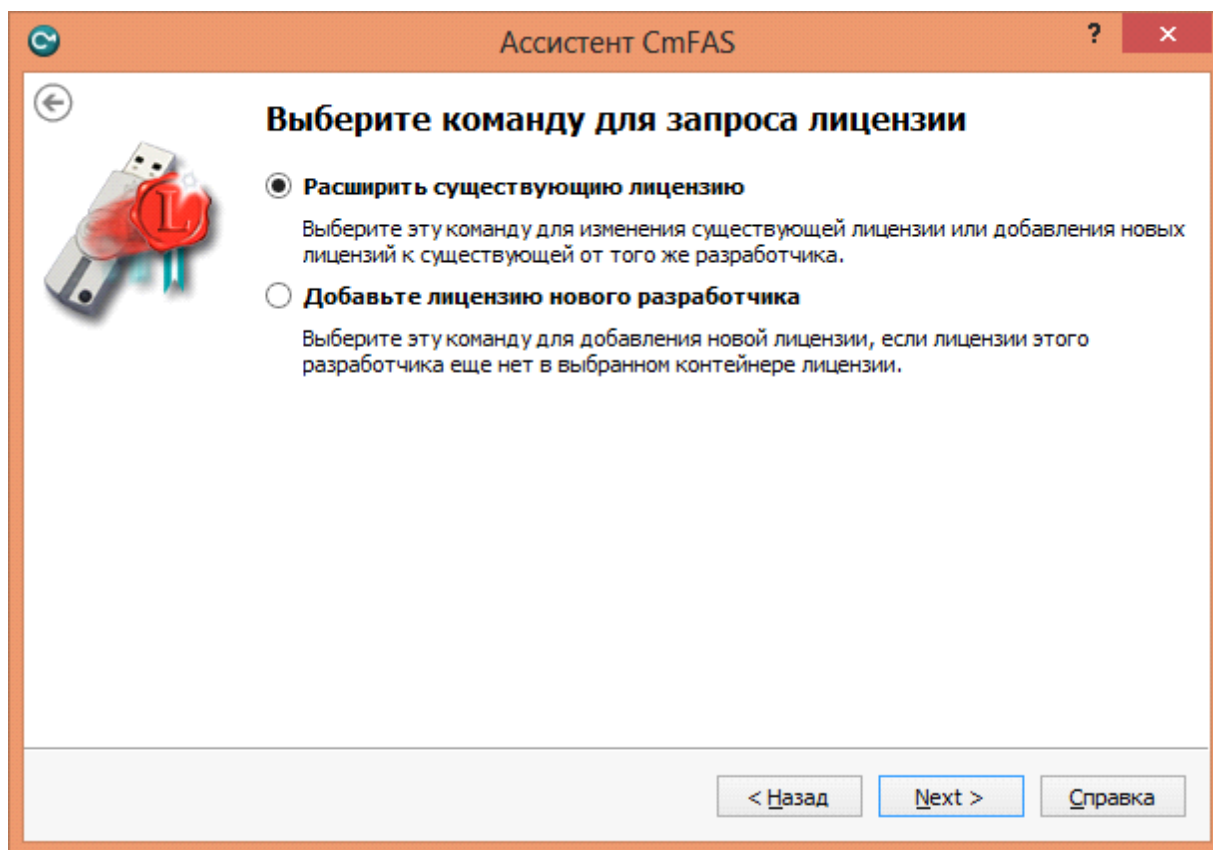 Ассистент CmFAS
?
Выберите команду для запроса лицензии
L
Расширить существующию лицензию
Выберите эту команду для изменения существующей лицензии или добавления новых
лицензий к существующей от того же разработчика.
Добавьте лицензию нового разработчика
Выберите эту команду для добавления новой лицензии, если лицензии этого
разработчика еще нет в выбранном контейнере лицензии.
< Назад
Next >
Справка